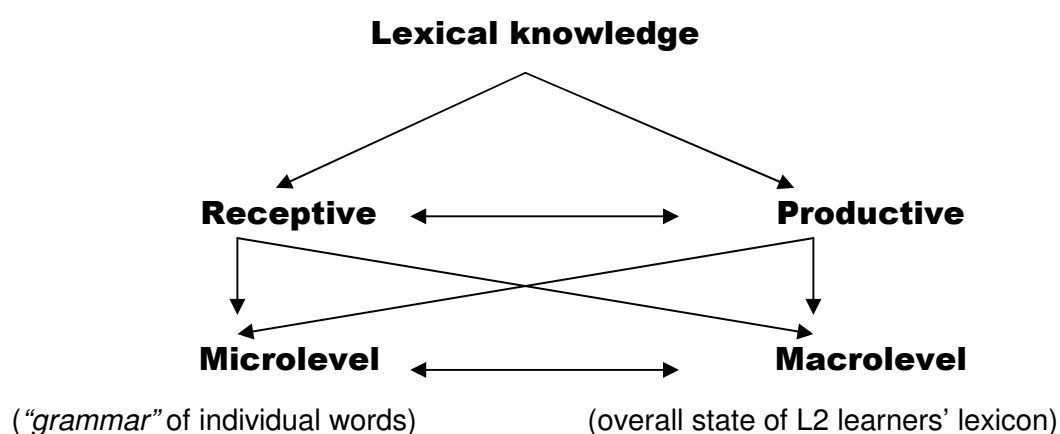 Lexical knowledge
Receptive Productive
Microlevel Macrolevel
(“grammar” of individual words) (overall state of L2 learners’ lexicon)